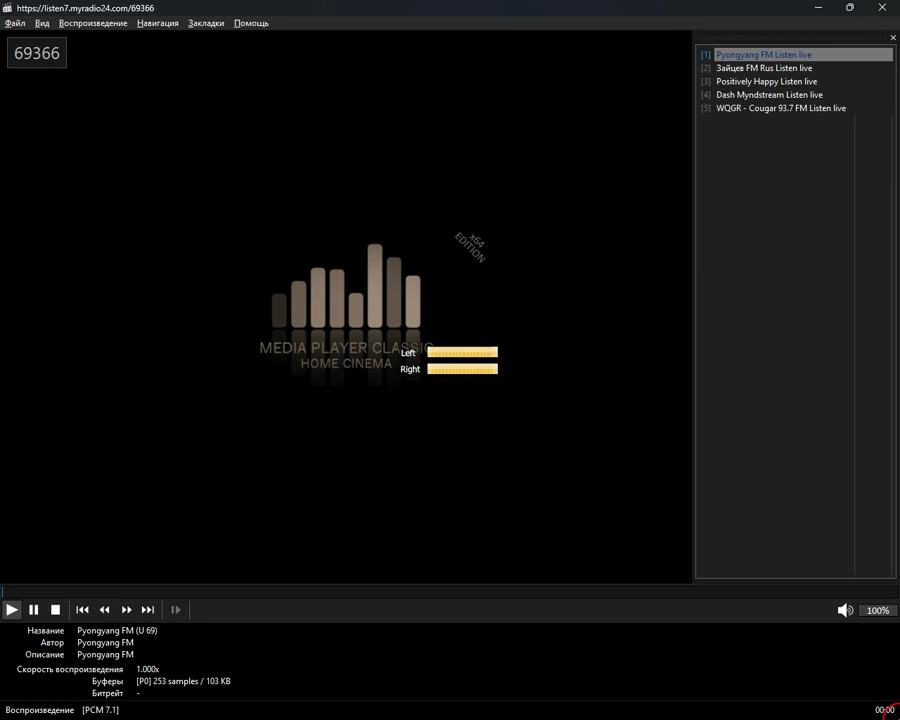 https://listen7.myradio24.com/69366
Файл Вид Воспроизведение Навигация Закладки Помощь
69366
[1] Pyongyang FM Listen live
[2] Зайцев FM Rus Listen live
[3] Positively Happy Listen live
[4] Dash Myndstream Listen live
[5] WQGR - Cougar 93.7 FM Listen live
x64
EDITION
MEDIA PLAYER CLASSIC
HOME CINEMA
Left
Right
100%
Название Pyongyang FM (U 69)
Автор Pyongyang FM
Описание Pyongyang FM
Скорость воспроизведения 1.000x
Буферы [P0] 253 samples / 103 KB
Битрейт -
Воспроизведение [PCM 7.1]
00:00